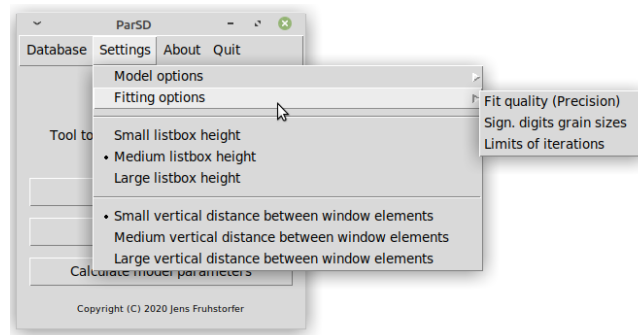 ParSD
Database Settings About Quit
Model options
Fitting options
Fit quality (Precision)
Sign. digits grain sizes
Limits of iterations
Tool to
Small listbox height
• Medium listbox height
Large listbox height
• Small vertical distance between window elements
Medium vertical distance between window elements
Large vertical distance between window elements
Calculate model parameters
Copyright (C) 2020 Jens Fruhstorfer